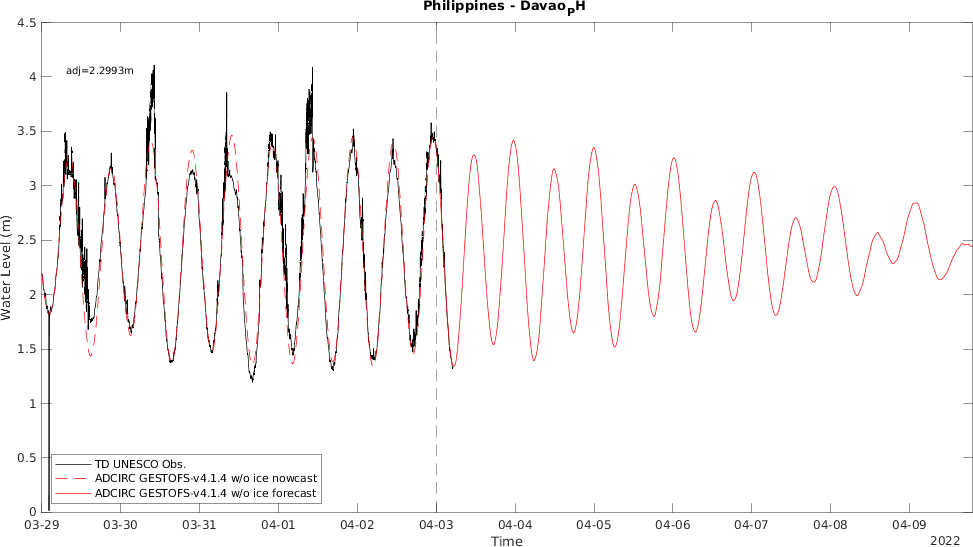 Philippines - Davao_PH
4.5
4
3.5
3
2.5
2
1.5
1
0.5
0
Water Level (m)
adj=2.2993m
TD UNESCO Obs.
ADCIRC GESTOFS-v4.1.4 w/o ice nowcast
ADCIRC GESTOFS-v4.1.4 w/o ice forecast
03-29 03-30 03-31 04-01 04-02 04-03 04-04 04-05 04-06 04-07 04-08 04-09
Time
2022